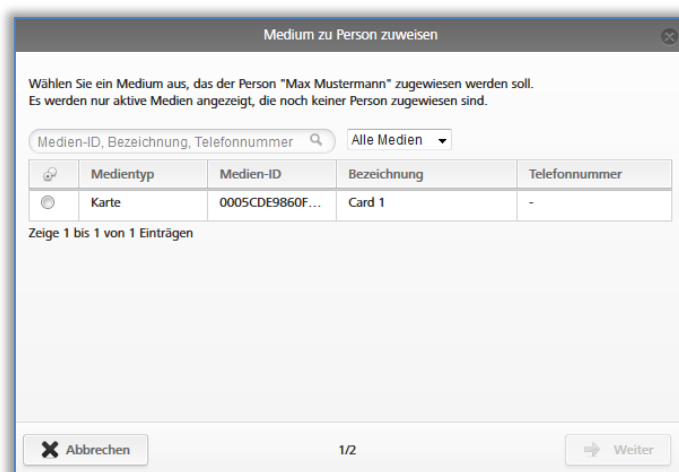 Medium zu Person zuweisen
Wählen Sie ein Medium aus, das der Person "Max Mustermann" zugewiesen werden soll.
Es werden nur aktive Medien angezeigt, die noch keiner Person zugewiesen sind.
Medien-ID, Bezeichnung, Telefonnummer Alle Medien
Medientyp Medien-ID Bezeichnung Telefonnummer
Karte 0005CDE9860F... Card 1 -
Zeige 1 bis 1 von 1 Einträgen
Abbrechen 1/2 Weiter